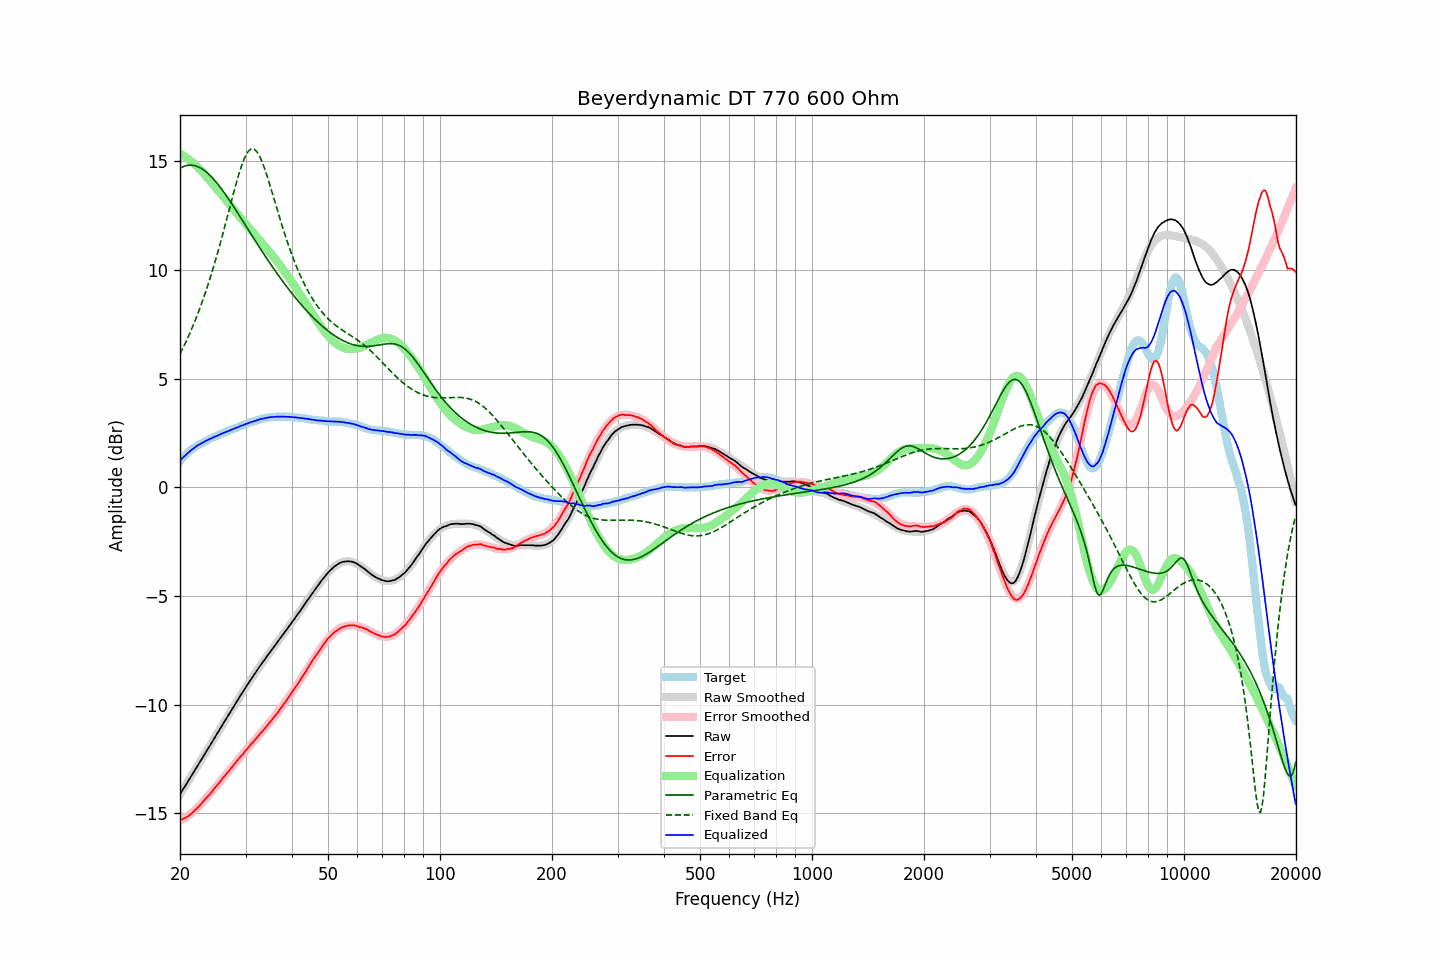 Beyerdynamic DT 770 600 Ohm
Amplitude (dBr)
15
10
5
0
−5
−10
−15
Target
Raw Smoothed
Error Smoothed
Raw
Error
Equalization
Parametric Eq
Fixed Band Eq
Equalized
20 50 100 200 500 1000 2000 5000 10000 20000
Frequency (Hz)